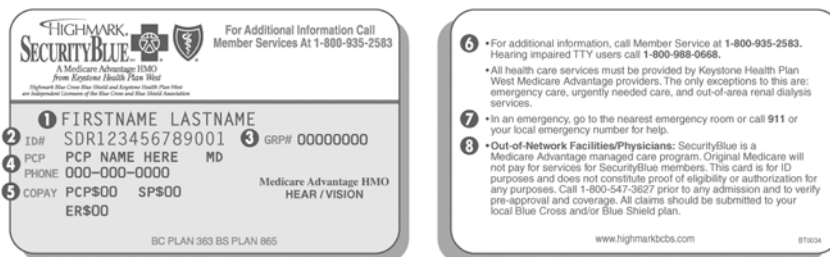 HIGHMARK
SECURITYBLUE
A Medicare Advantage HMO
from Keystone Health Plan West
Highmark Blue Cross Blue Shield and Keystone Health Plan West
are Independent Licensees of the Blue Cross and Blue Shield Association
For Additional Information Call
Member Services At 1-800-935-2583
1 FIRSTNAME LASTNAME
2 ID# SDR123456789001 3 GRP# 00000000
4 PCP PCP NAME HERE MD
PHONE 000-000-0000
5 COPAY PCP$00 SP$00
ER$00
Medicare Advantage HMO
HEAR / VISION
BC PLAN 363 BS PLAN 865
6 • For additional information, call Member Service at 1-800-935-2583.
Hearing impaired TTY users call 1-800-988-0668.
• All health care services must be provided by Keystone Health Plan
West Medicare Advantage providers. The only exceptions to this are:
emergency care, urgently needed care, and out-of-area renal dialysis
services.
7 • In an emergency, go to the nearest emergency room or call 911 or
your local emergency number for help.
8 • Out-of-Network Facilities/Physicians: SecurityBlue is a
Medicare Advantage managed care program. Original Medicare will
not pay for services for SecurityBlue members. This card is for ID
purposes and does not constitute proof of eligibility or authorization for
any purposes. Call 1-800-547-3627 prior to any admission and to verify
pre-approval and coverage. All claims should be submitted to your
local Blue Cross and/or Blue Shield plan.
www.highmarkbcbs.com
BT0034